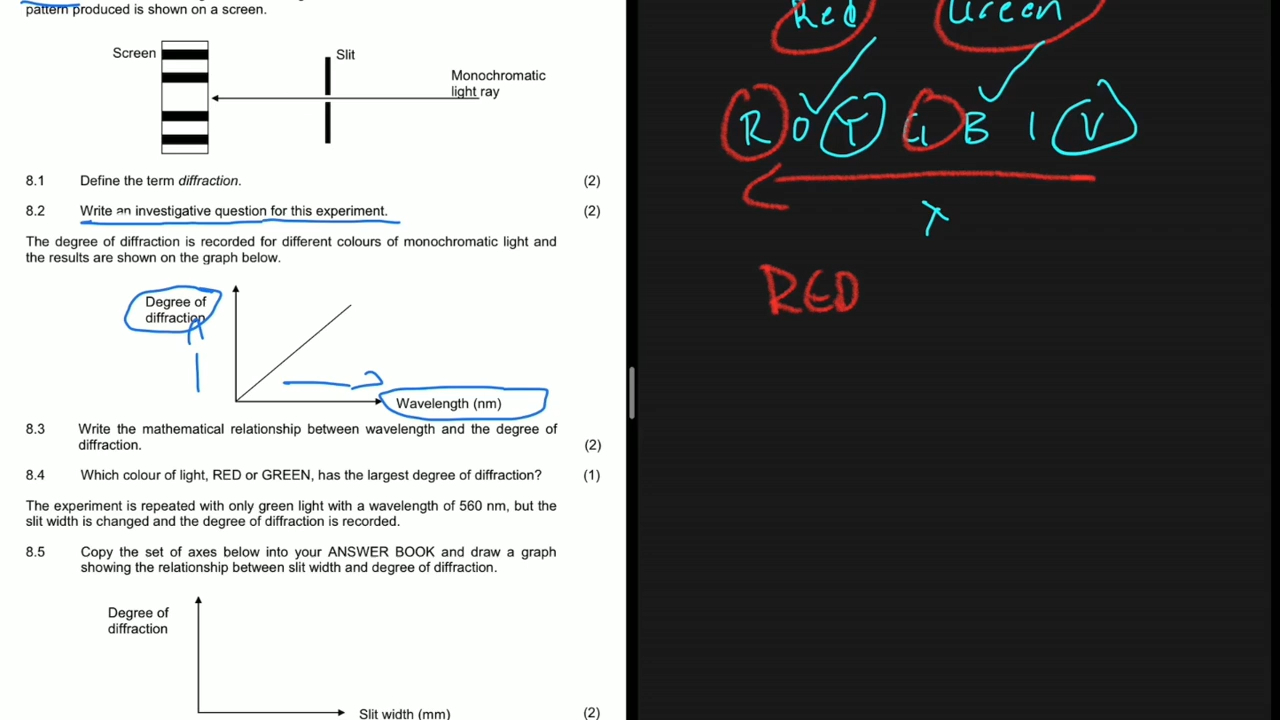 pattern produced is shown on a screen.
Screen
Slit
Monochromatic
light ray
8.1 Define the term diffraction. (2)
8.2 Write an investigative question for this experiment. (2)
The degree of diffraction is recorded for different colours of monochromatic light and
the results are shown on the graph below.
Degree of
diffraction
Wavelength (nm)
8.3 Write the mathematical relationship between wavelength and the degree of
diffraction. (2)
8.4 Which colour of light, RED or GREEN, has the largest degree of diffraction? (1)
The experiment is repeated with only green light with a wavelength of 560 nm, but the
slit width is changed and the degree of diffraction is recorded.
8.5 Copy the set of axes below into your ANSWER BOOK and draw a graph
showing the relationship between slit width and degree of diffraction.
Degree of
diffraction
Slit width (mm) (2)
Red Green
R O Y G B I V
λ
RED